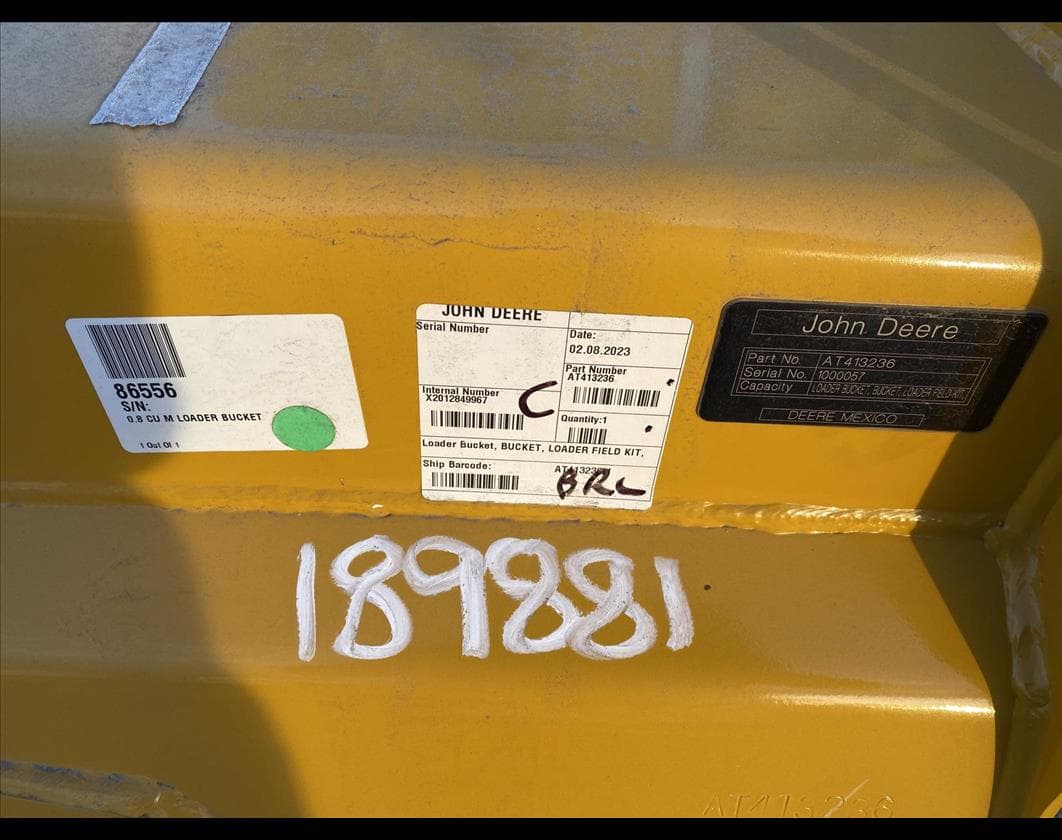 86556
S/N:
0.8 CU M LOADER BUCKET
1 Out Of 1
JOHN DEERE
Serial Number
Date:
02.08.2023
Part Number
AT413236
Internal Number
X2012849967
C
Quantity:1
Loader Bucket, BUCKET, LOADER FIELD KIT,
Ship Barcode:
AT413236
BRL
John Deere
Part No. AT413236
Serial No. 1000057
Capacity LOADER BUCKET, BUCKET, LOADER FIELD KIT,
DEERE MEXICO
189881
AT413236